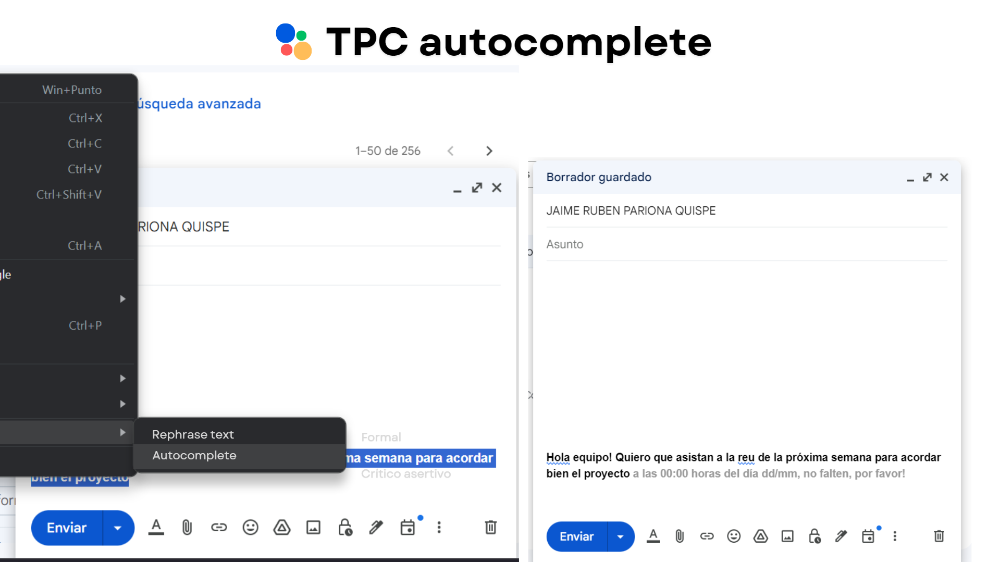 TPC autocomplete
Win+Punto
Ctrl+X
Ctrl+C
Ctrl+V
Ctrl+Shift+V
Ctrl+A
gle
Ctrl+P
úsqueda avanzada
1–50 de 256
RIONA QUISPE
Rephrase text
Autocomplete
Formal
ma semana para acordar
Crítico asertivo
bien el proyecto
Enviar
Borrador guardado
JAIME RUBEN PARIONA QUISPE
Asunto
Hola equipo! Quiero que asistan a la reu de la próxima semana para acordar
bien el proyecto a las 00:00 horas del día dd/mm, no falten, por favor!
Enviar